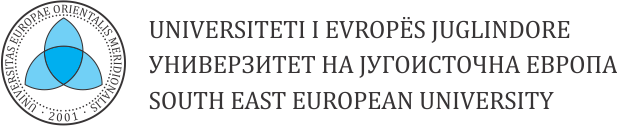 UNIVERSITAS EUROPAE ORIENTALIS MERIDIONALIS
· 2001 ·
UNIVERSITETI I EVROPËS JUGLINDORE
УНИВЕРЗИТЕТ НА ЈУГОИСТОЧНА ЕВРОПА
SOUTH EAST EUROPEAN UNIVERSITY